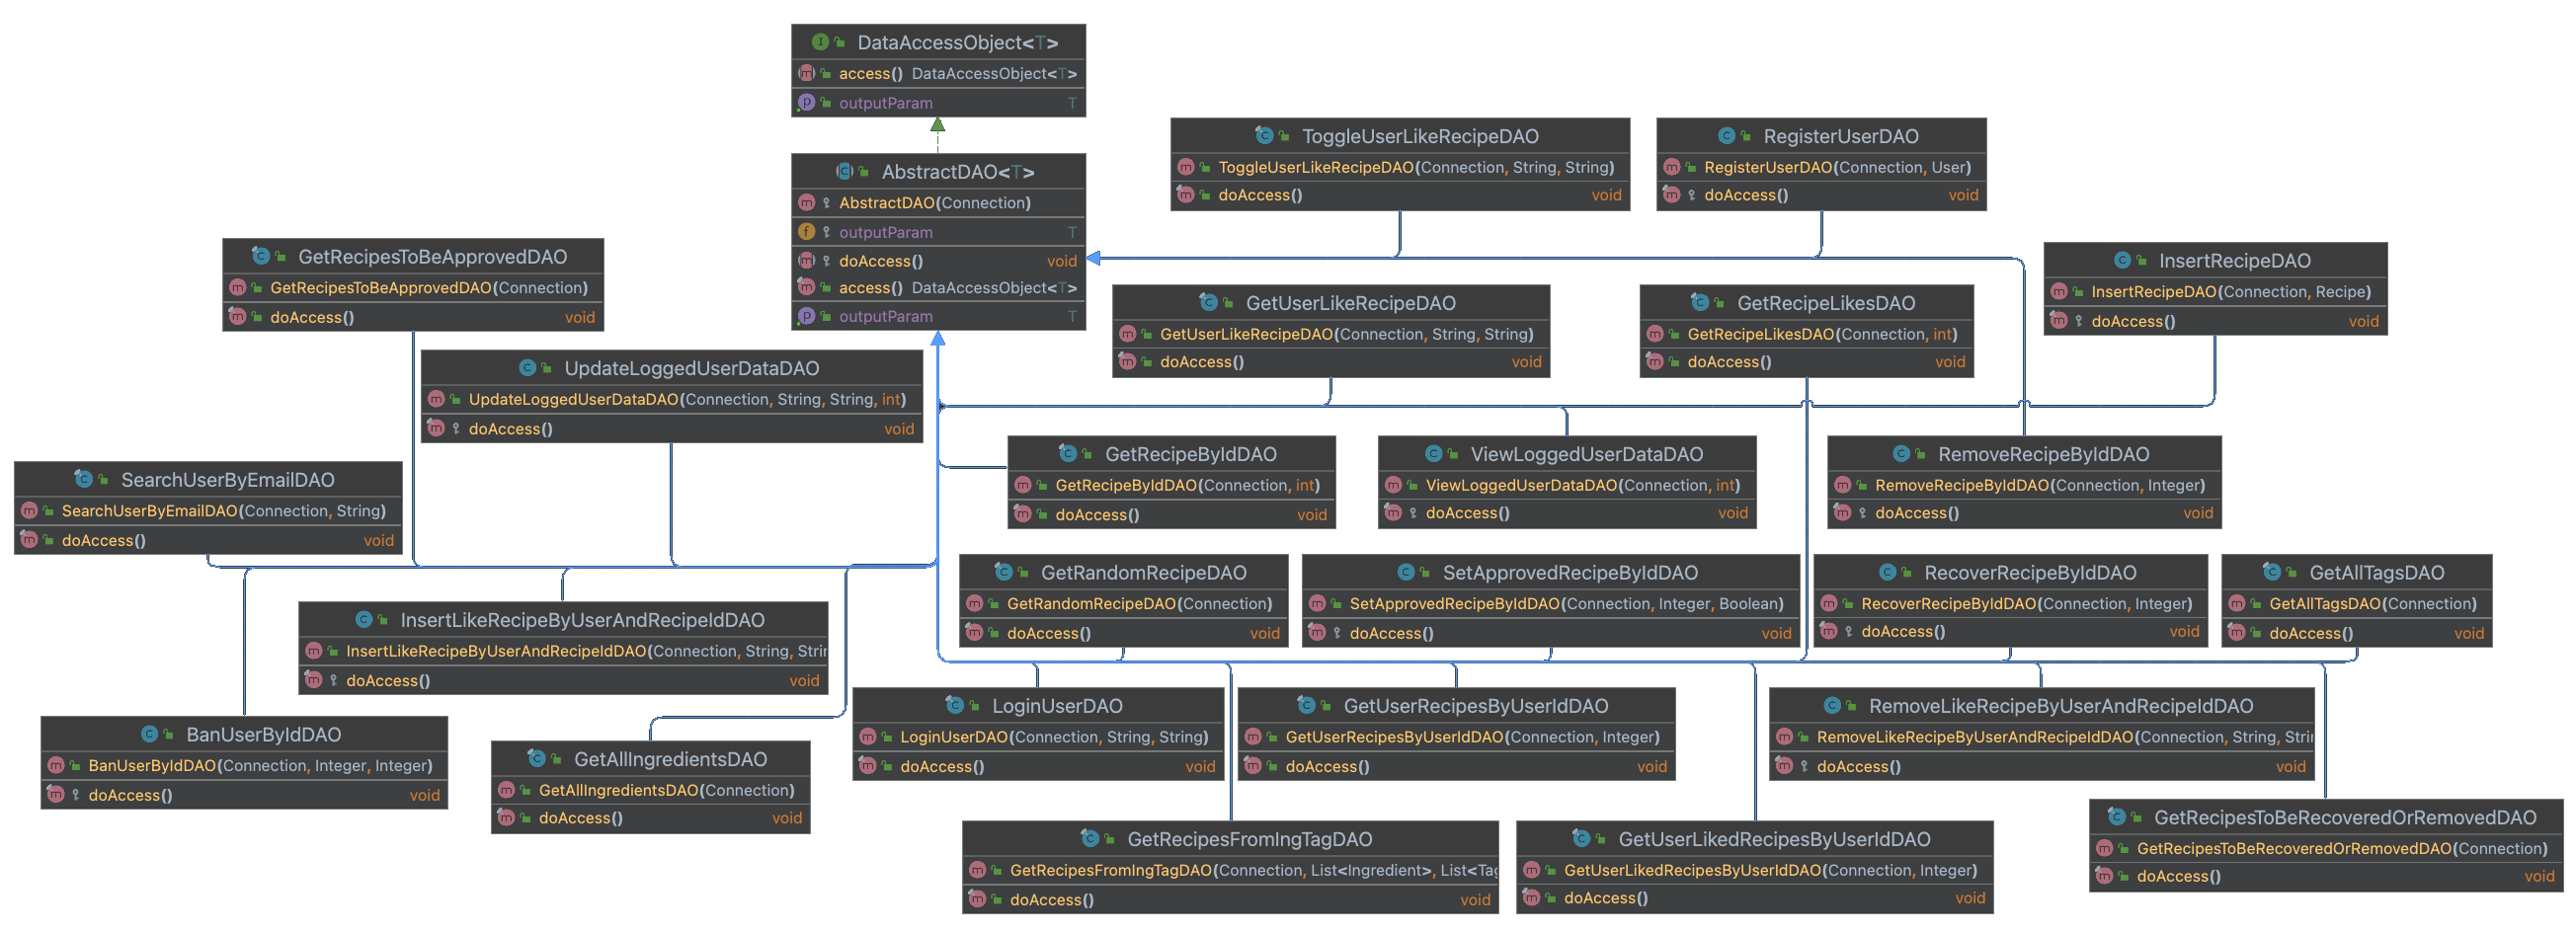 DataAccessObject<T>
access() DataAccessObject<T>
outputParam T
AbstractDAO<T>
AbstractDAO(Connection)
outputParam T
doAccess() void
access() DataAccessObject<T>
outputParam T
ToggleUserLikeRecipeDAO
ToggleUserLikeRecipeDAO(Connection, String, String)
doAccess() void
RegisterUserDAO
RegisterUserDAO(Connection, User)
doAccess() void
GetRecipesToBeApprovedDAO
GetRecipesToBeApprovedDAO(Connection)
doAccess() void
InsertRecipeDAO
InsertRecipeDAO(Connection, Recipe)
doAccess() void
GetUserLikeRecipeDAO
GetUserLikeRecipeDAO(Connection, String, String)
doAccess() void
GetRecipeLikesDAO
GetRecipeLikesDAO(Connection, int)
doAccess() void
UpdateLoggedUserDataDAO
UpdateLoggedUserDataDAO(Connection, String, String, int)
doAccess() void
SearchUserByEmailDAO
SearchUserByEmailDAO(Connection, String)
doAccess() void
GetRecipeByIdDAO
GetRecipeByIdDAO(Connection, int)
doAccess() void
ViewLoggedUserDataDAO
ViewLoggedUserDataDAO(Connection, int)
doAccess() void
RemoveRecipeByIdDAO
RemoveRecipeByIdDAO(Connection, Integer)
doAccess() void
GetRandomRecipeDAO
GetRandomRecipeDAO(Connection)
doAccess() void
SetApprovedRecipeByIdDAO
SetApprovedRecipeByIdDAO(Connection, Integer, Boolean)
doAccess() void
RecoverRecipeByIdDAO
RecoverRecipeByIdDAO(Connection, Integer)
doAccess() void
GetAllTagsDAO
GetAllTagsDAO(Connection)
doAccess() void
InsertLikeRecipeByUserAndRecipeIdDAO
InsertLikeRecipeByUserAndRecipeIdDAO(Connection, String, Strin
doAccess() void
BanUserByIdDAO
BanUserByIdDAO(Connection, Integer, Integer)
doAccess() void
GetAllIngredientsDAO
GetAllIngredientsDAO(Connection)
doAccess() void
LoginUserDAO
LoginUserDAO(Connection, String, String)
doAccess() void
GetUserRecipesByUserIdDAO
GetUserRecipesByUserIdDAO(Connection, Integer)
doAccess() void
RemoveLikeRecipeByUserAndRecipeIdDAO
RemoveLikeRecipeByUserAndRecipeIdDAO(Connection, String, Strin
doAccess() void
GetRecipesFromIngTagDAO
GetRecipesFromIngTagDAO(Connection, List<Ingredient>, List<Tag
doAccess() void
GetUserLikedRecipesByUserIdDAO
GetUserLikedRecipesByUserIdDAO(Connection, Integer)
doAccess() void
GetRecipesToBeRecoveredOrRemovedDAO
GetRecipesToBeRecoveredOrRemovedDAO(Connection)
doAccess() void